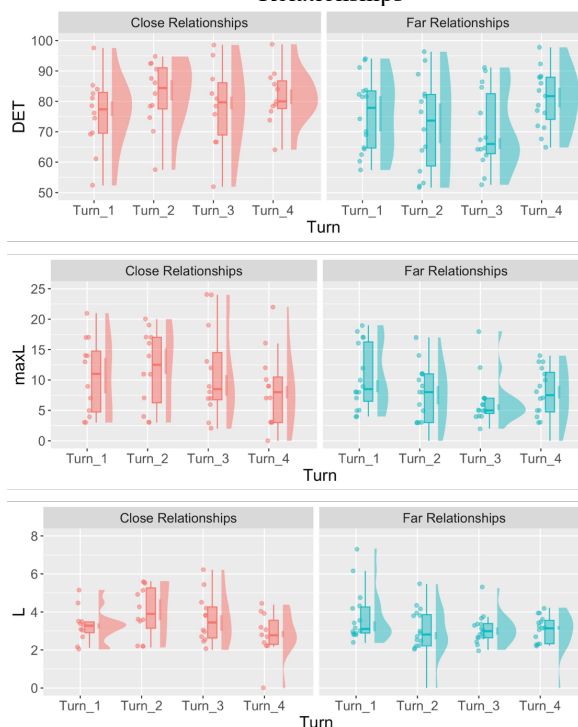 Close Relationships
Far Relationships
100
90
80
70
60
50
DET
Turn_1 Turn_2 Turn_3 Turn_4
Turn_1 Turn_2 Turn_3 Turn_4
Turn
Close Relationships
Far Relationships
25
20
15
10
5
0
maxL
Turn_1 Turn_2 Turn_3 Turn_4
Turn_1 Turn_2 Turn_3 Turn_4
Turn
Close Relationships
Far Relationships
8
6
4
2
0
L
Turn_1 Turn_2 Turn_3 Turn_4
Turn_1 Turn_2 Turn_3 Turn_4
Turn